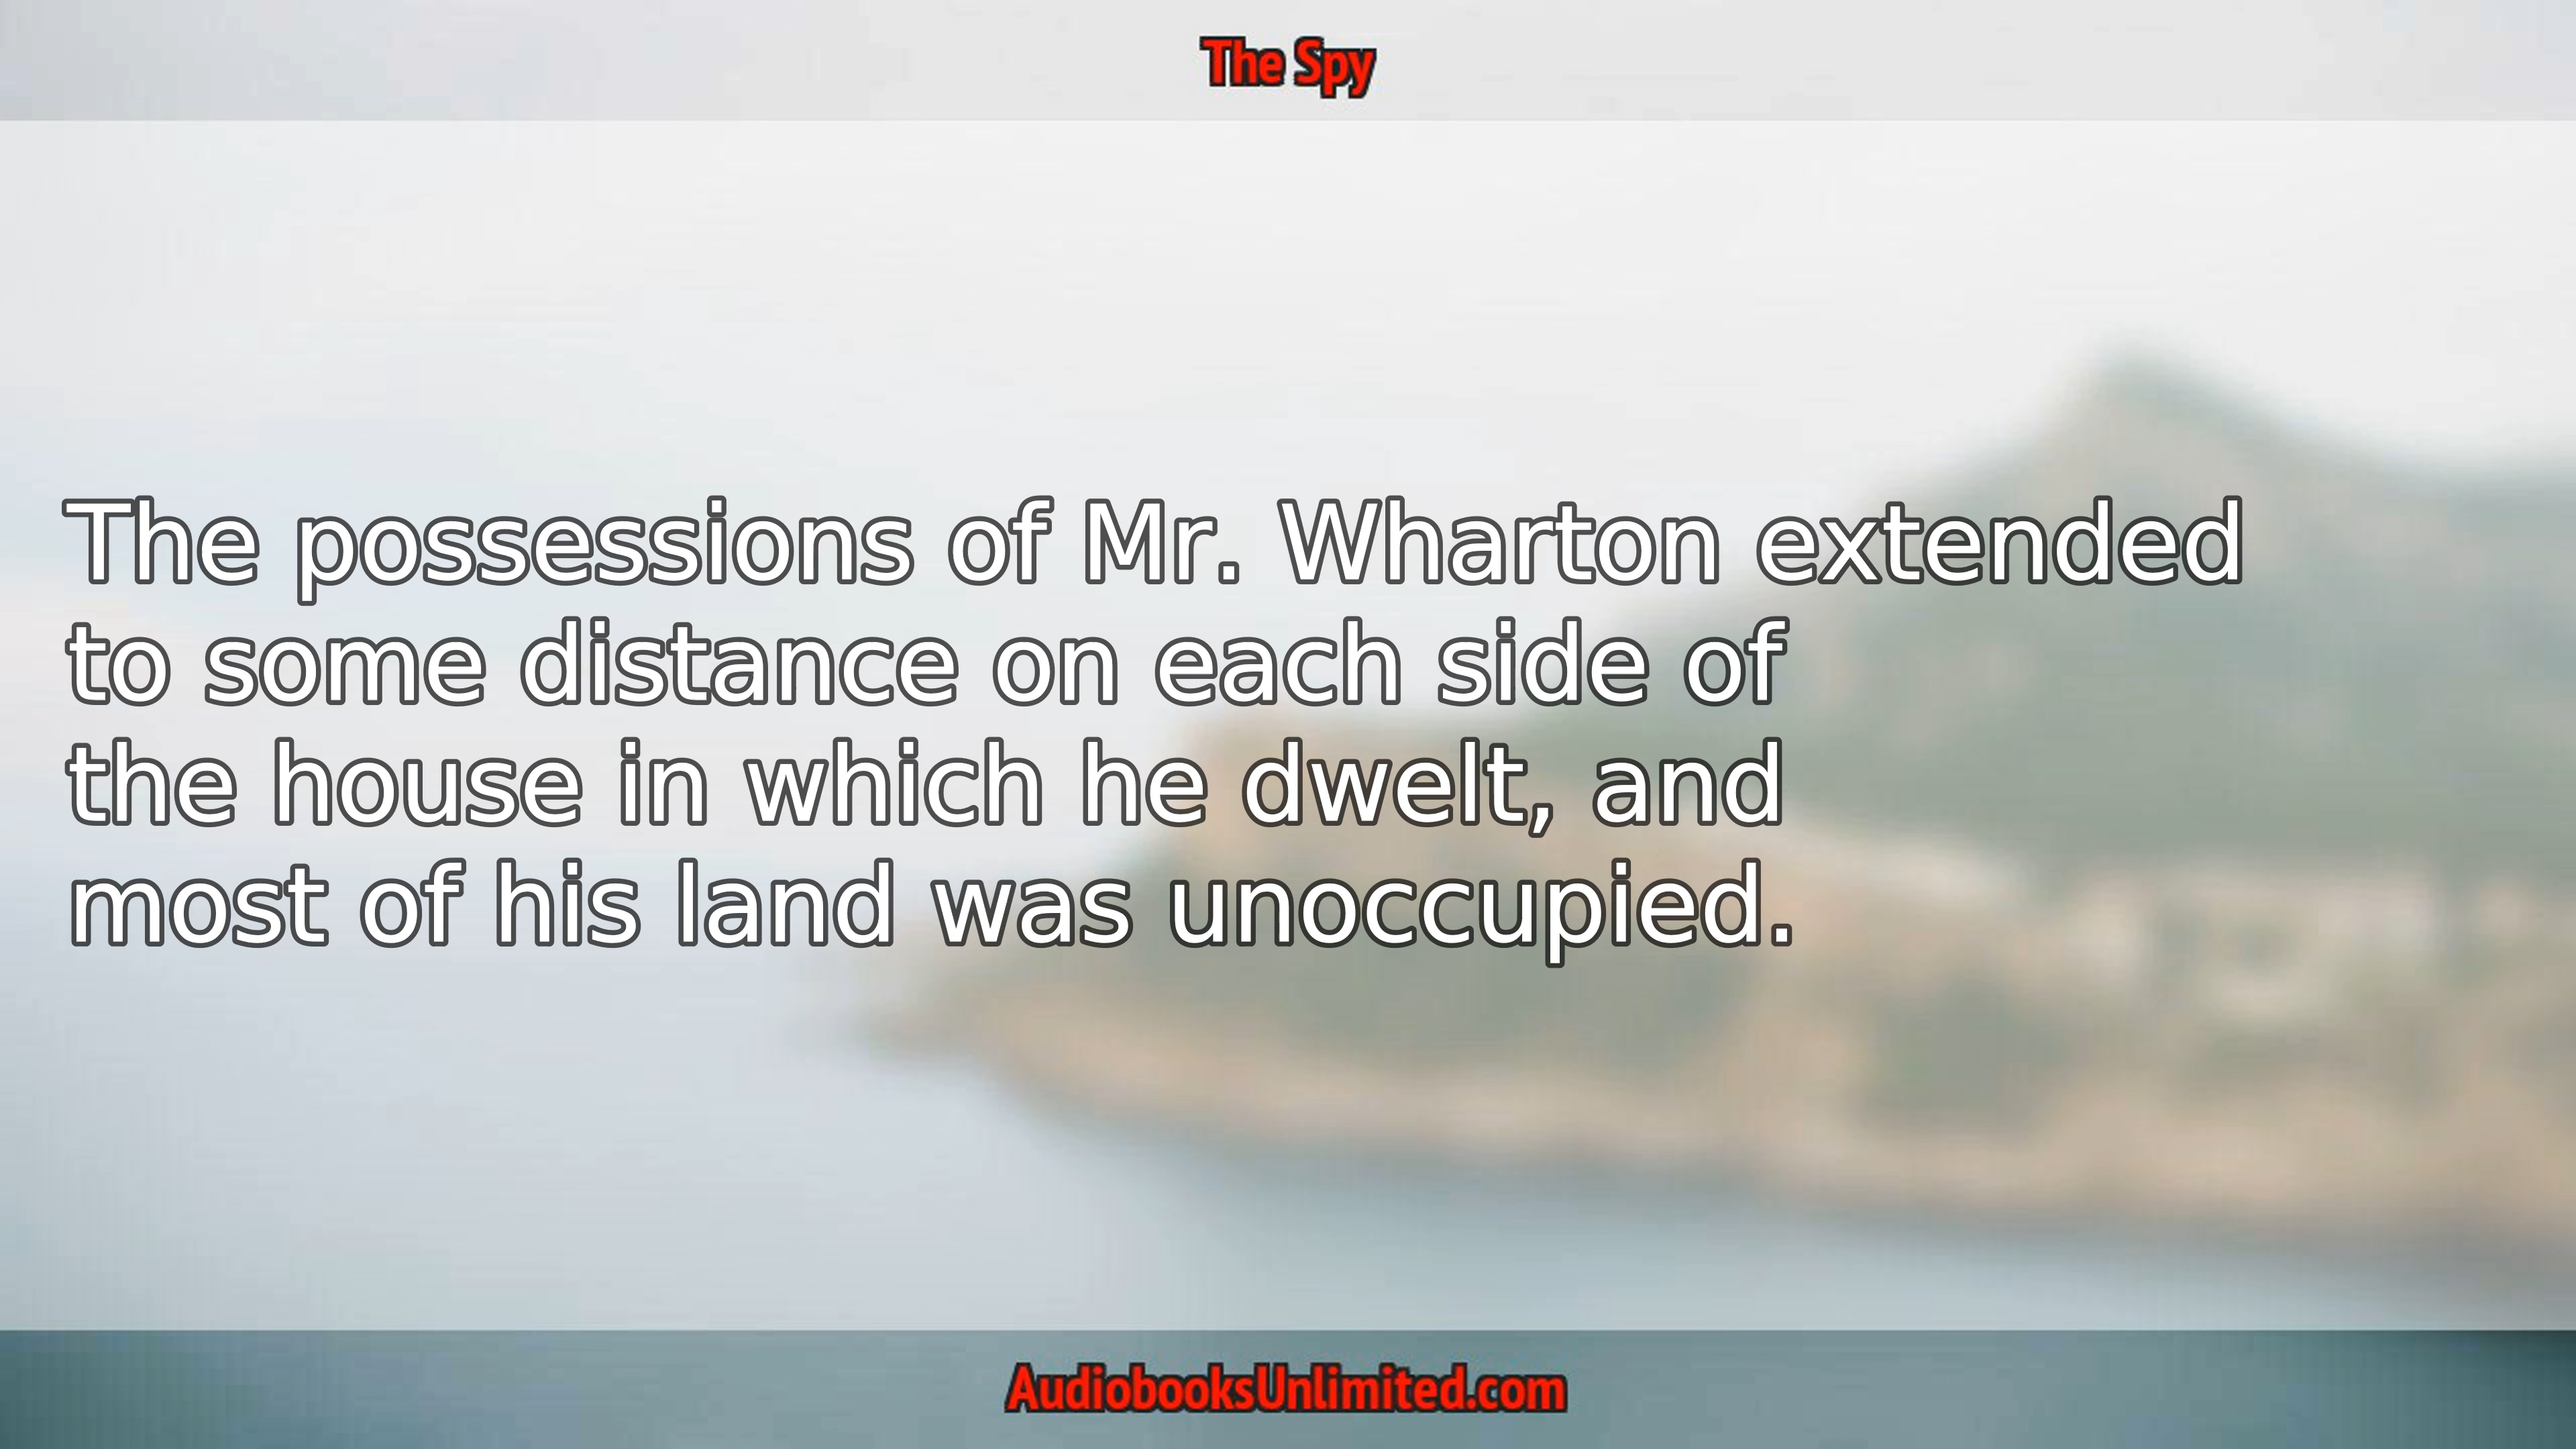 The Spy
The possessions of Mr. Wharton extended
to some distance on each side of
the house in which he dwelt, and
most of his land was unoccupied.
AudiobooksUnlimited.com